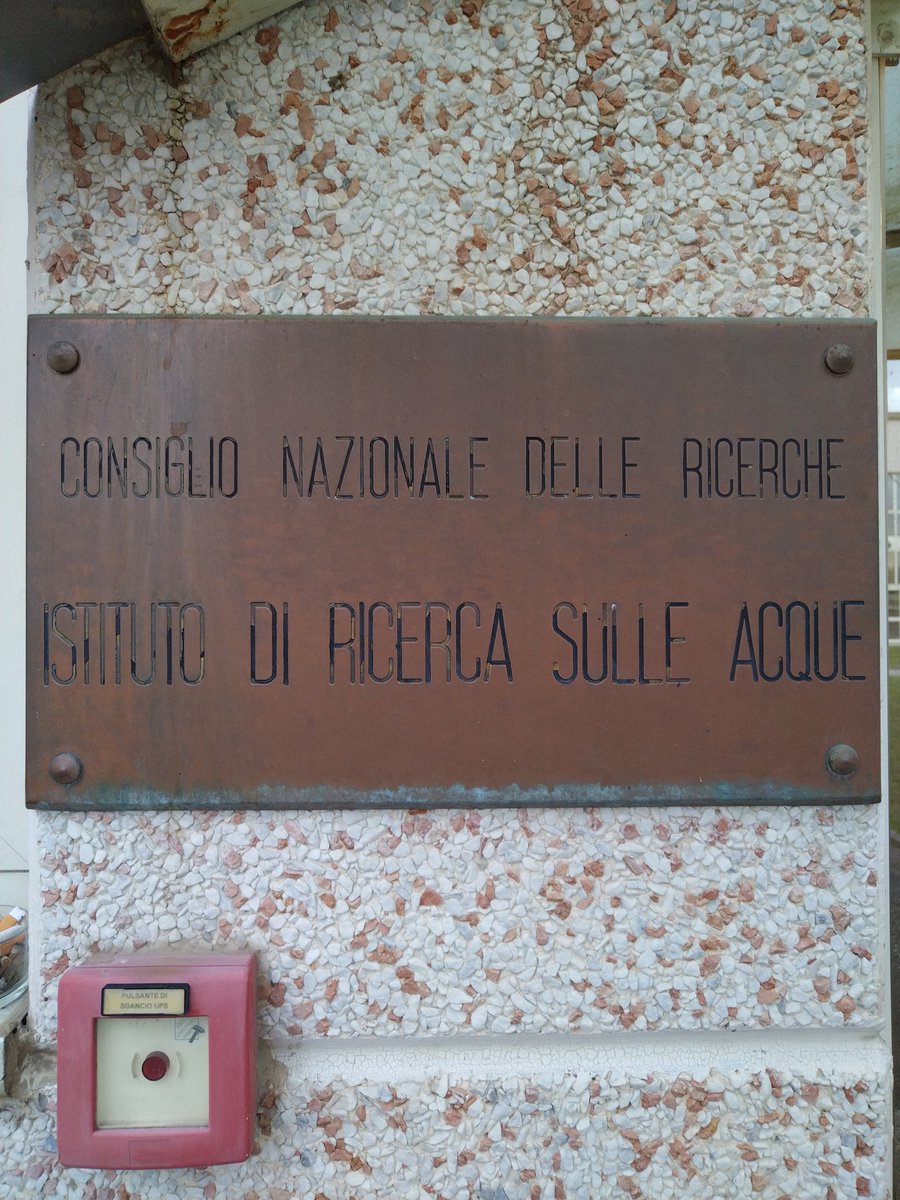 CONSIGLIO NAZIONALE DELLE RICERCHE
ISTITUTO DI RICERCA SULLE ACQUE
PULSANTE DI
SGANCIO UPS